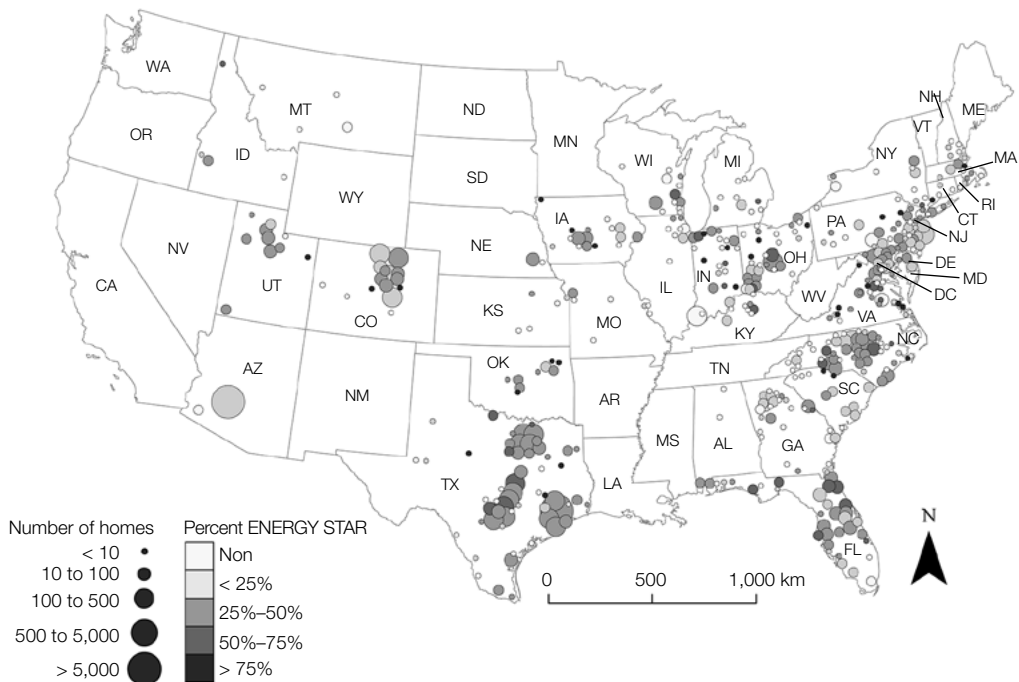 WA
MT
ND
OR
ID
MN
SD
WY
WI
MI
NH
VT
ME
NY
MA
RI
CT
NJ
PA
DE
MD
DC
NV
CA
UT
CO
NE
IA
KS
MO
IL
IN
OH
WV
VA
KY
NC
TN
SC
AZ
NM
OK
AR
TX
LA
MS
AL
GA
FL
N
Number of homes
< 10
10 to 100
100 to 500
500 to 5,000
> 5,000
Percent ENERGY STAR
Non
< 25%
25%–50%
50%–75%
> 75%
0 500 1,000 km